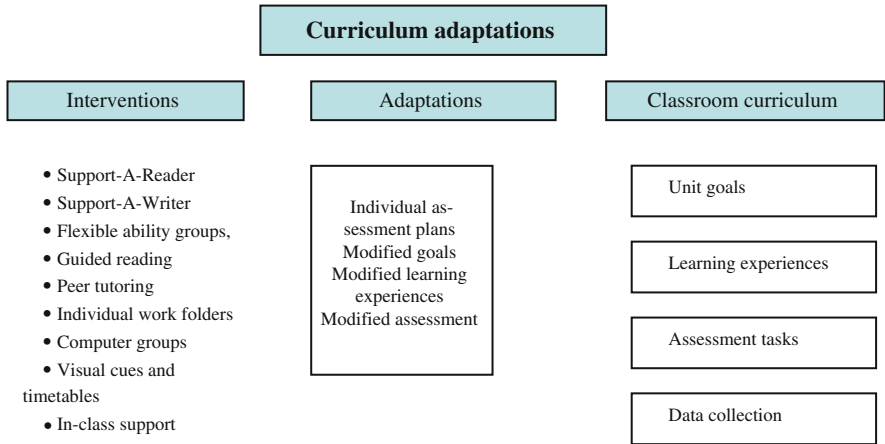 Curriculum adaptations
Interventions
Adaptations
Classroom curriculum
• Support-A-Reader
• Support-A-Writer
• Flexible ability groups,
• Guided reading
• Peer tutoring
• Individual work folders
• Computer groups
• Visual cues and
timetables
• In-class support
Individual as-
sessment plans
Modified goals
Modified learning
experiences
Modified assessment
Unit goals
Learning experiences
Assessment tasks
Data collection